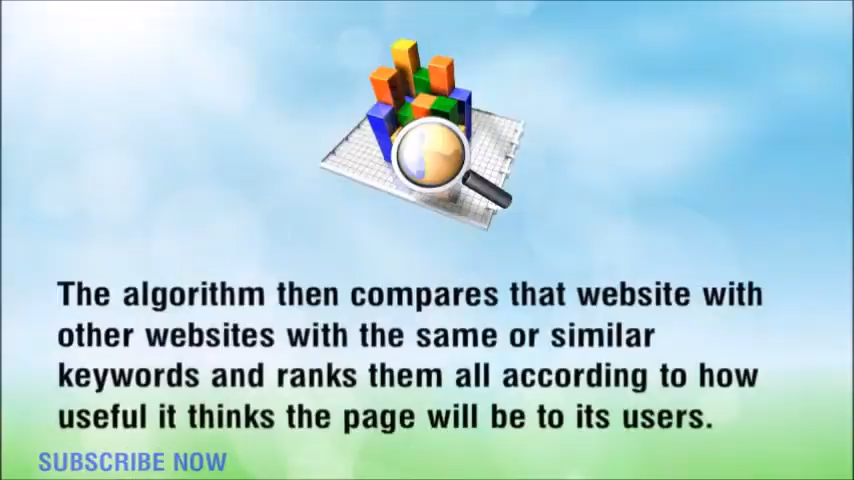 The algorithm then compares that website with
other websites with the same or similar
keywords and ranks them all according to how
useful it thinks the page will be to its users.
SUBSCRIBE NOW